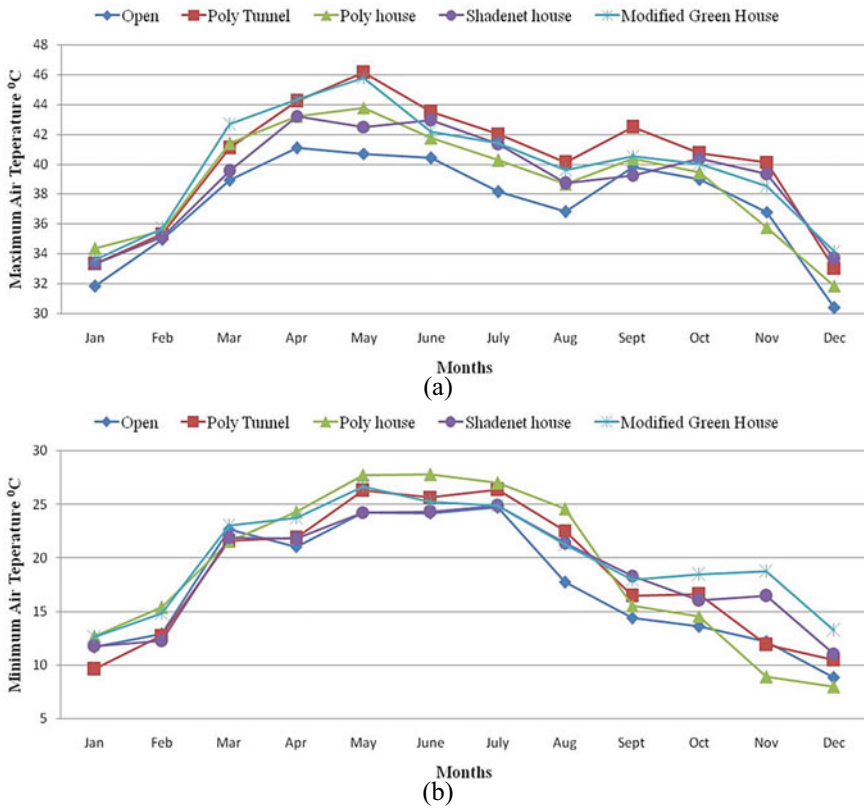 Open Poly Tunnel Poly house Shadenet house Modified Green House
48
46
44
42
40
38
36
34
32
30
Maximum Air Teperature ⁰C
Jan Feb Mar Apr May June July Aug Sept Oct Nov Dec
Months
(a)
Open Poly Tunnel Poly house Shadenet house Modified Green House
30
25
20
15
10
5
Minimum Air Teperature ⁰C
Jan Feb Mar Apr May June July Aug Sept Oct Nov Dec
Months
(b)